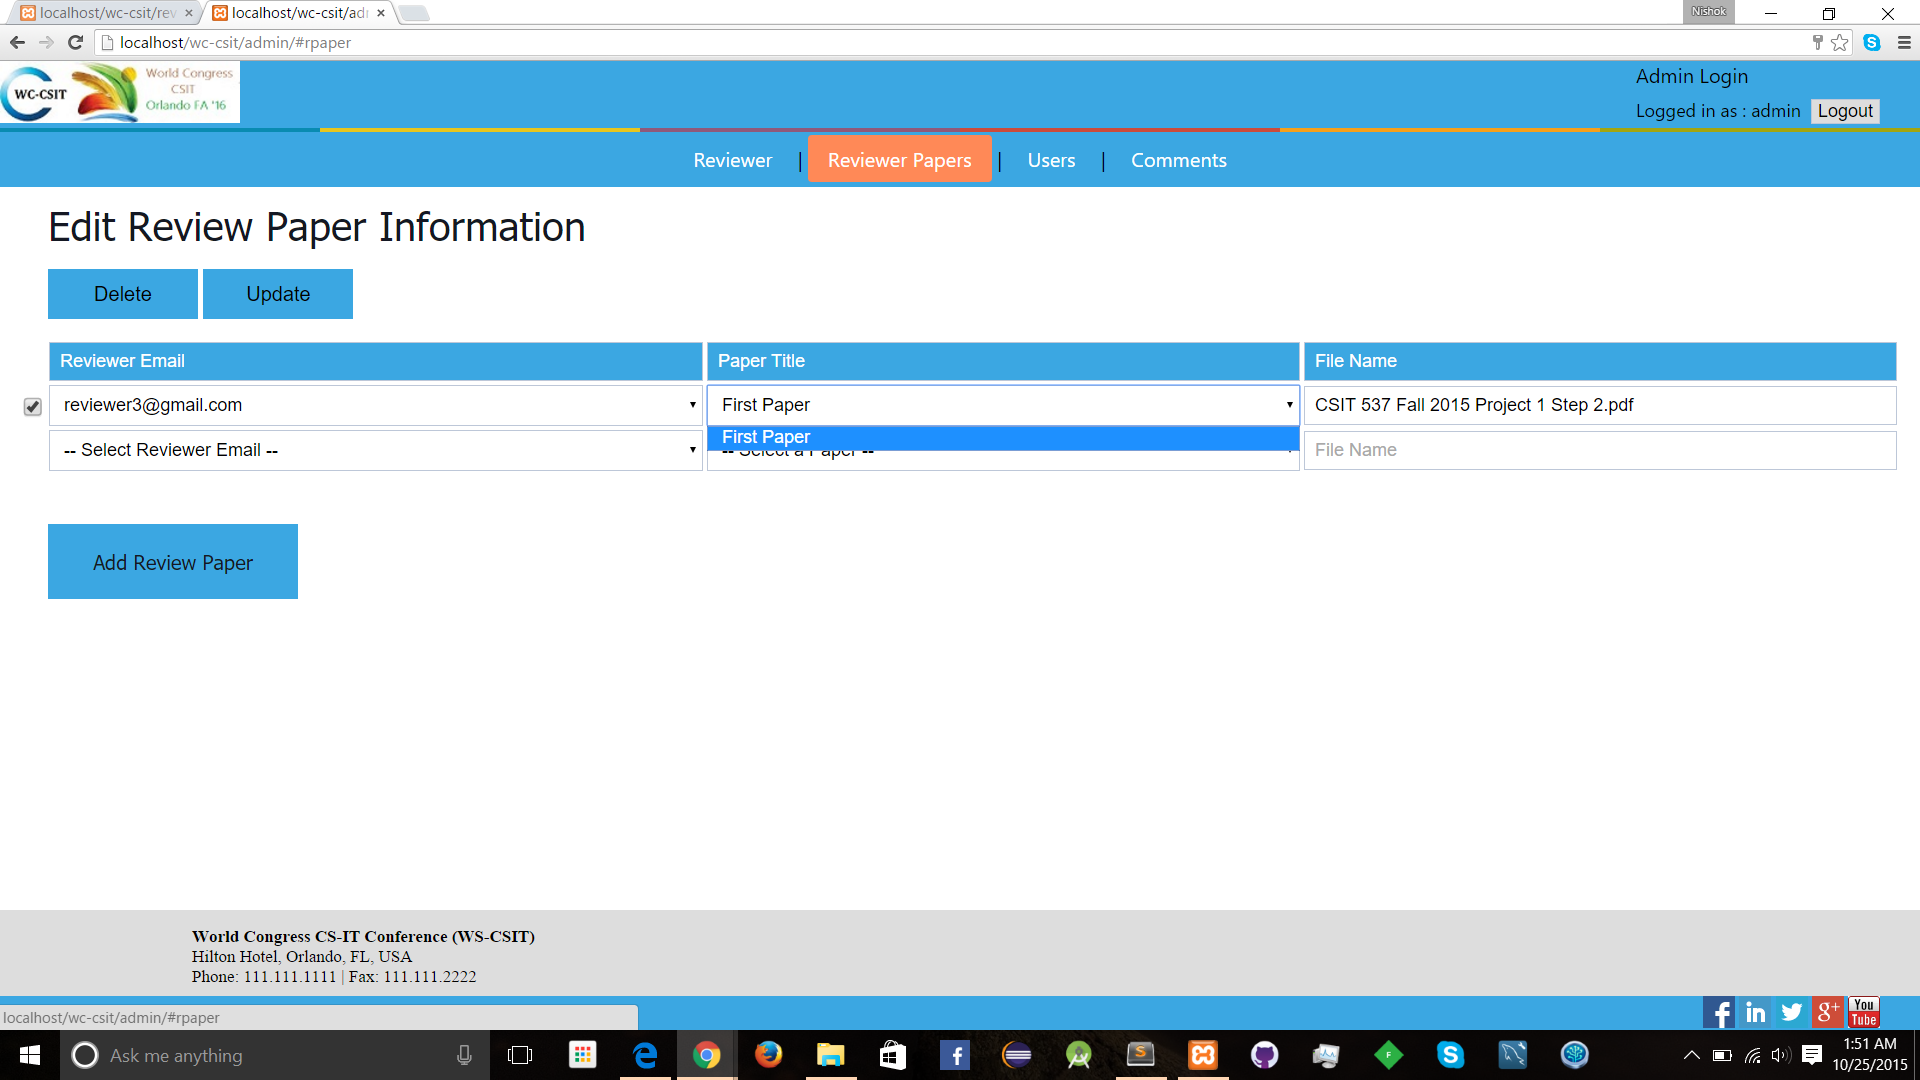 localhost/wc-csit/rev
localhost/wc-csit/adr
Nishok
localhost/wc-csit/admin/#rpaper
WC-CSIT
World Congress
CSIT
Orlando FA '16
Admin Login
Logged in as : admin Logout
Reviewer | Reviewer Papers | Users | Comments
Edit Review Paper Information
Delete Update
Reviewer Email Paper Title File Name
reviewer3@gmail.com First Paper CSIT 537 Fall 2015 Project 1 Step 2.pdf
First Paper
-- Select Reviewer Email -- -- Select a Paper -- File Name
Add Review Paper
World Congress CS-IT Conference (WS-CSIT)
Hilton Hotel, Orlando, FL, USA
Phone: 111.111.1111 | Fax: 111.111.2222
localhost/wc-csit/admin/#rpaper
You
Tube
Ask me anything
1:51 AM
10/25/2015